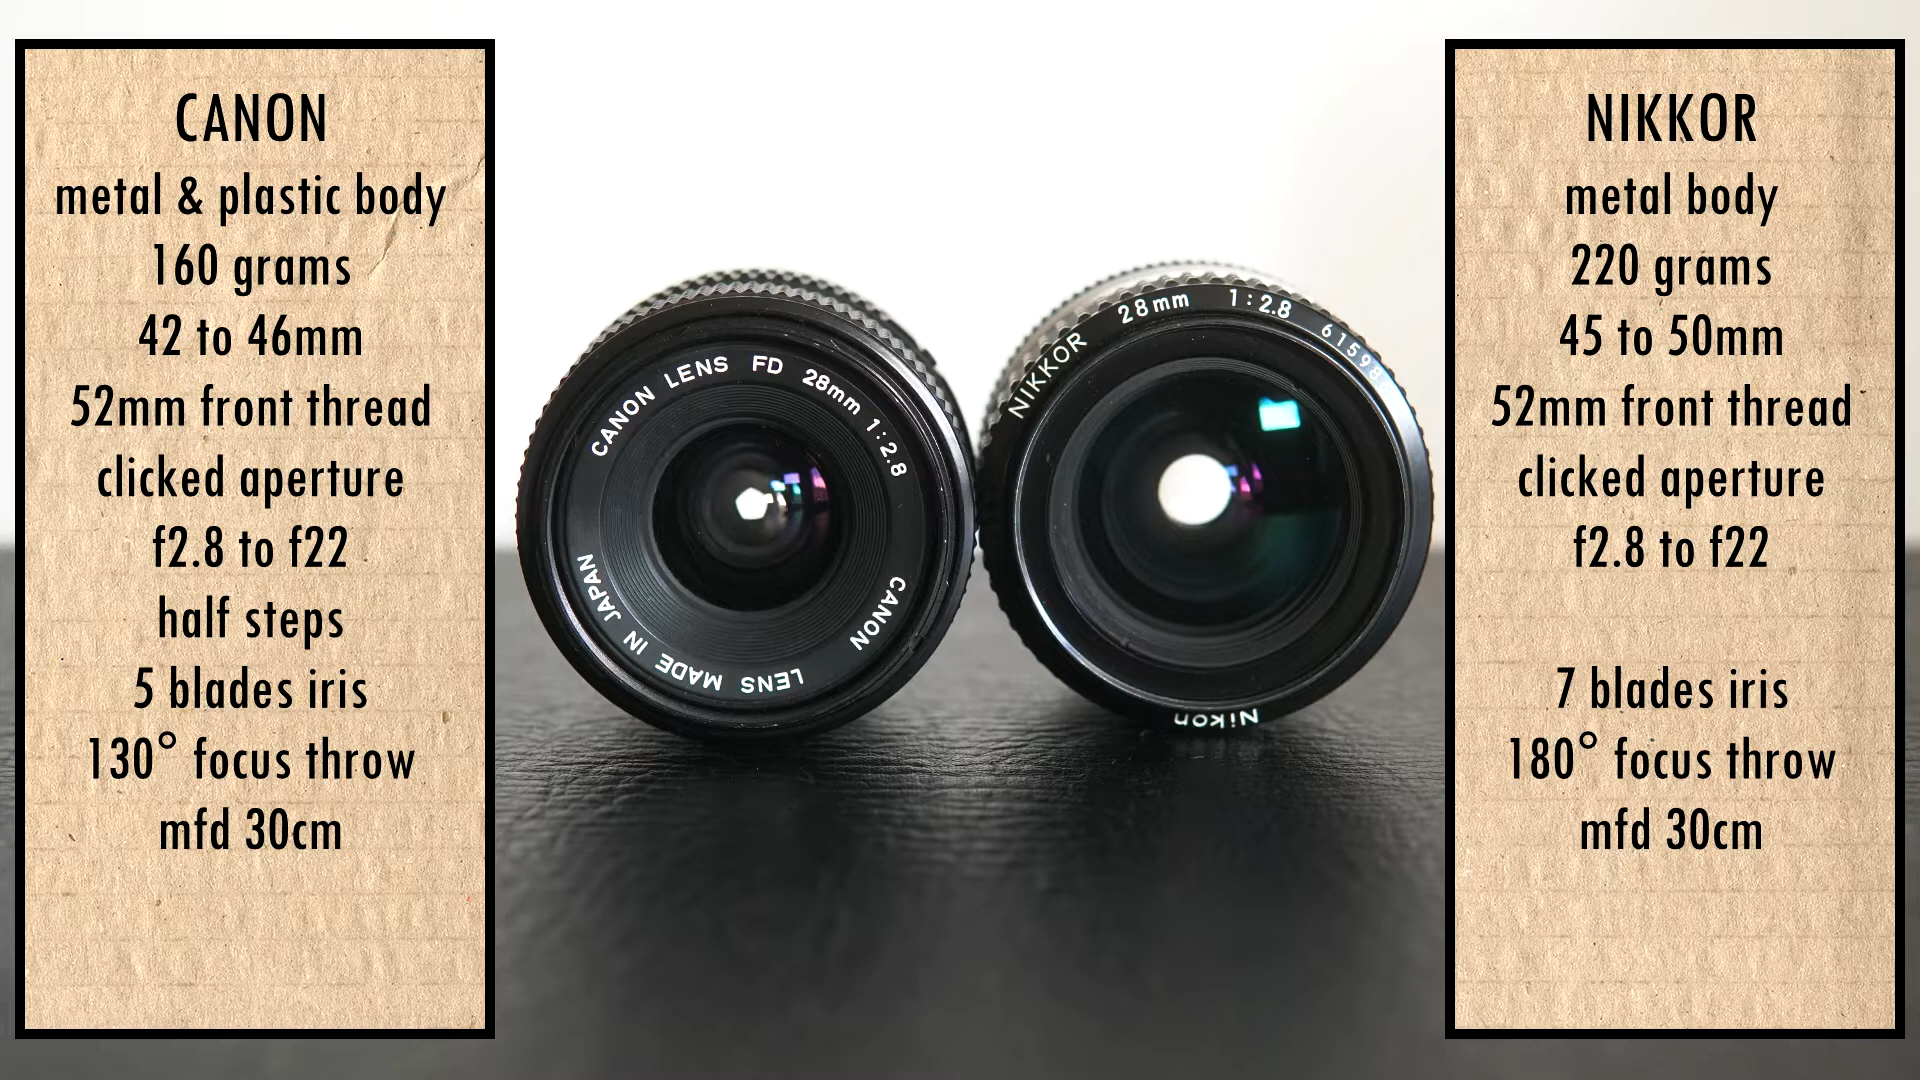 CANON
metal & plastic body
160 grams
42 to 46mm
52mm front thread
clicked aperture
f2.8 to f22
half steps
5 blades iris
130° focus throw
mfd 30cm
CANON LENS FD 28mm 1:2.8
CANON LENS MADE IN JAPAN
NIKKOR 28mm 1:2.8
Nikon
NIKKOR
metal body
220 grams
45 to 50mm
52mm front thread
clicked aperture
f2.8 to f22
7 blades iris
180° focus throw
mfd 30cm